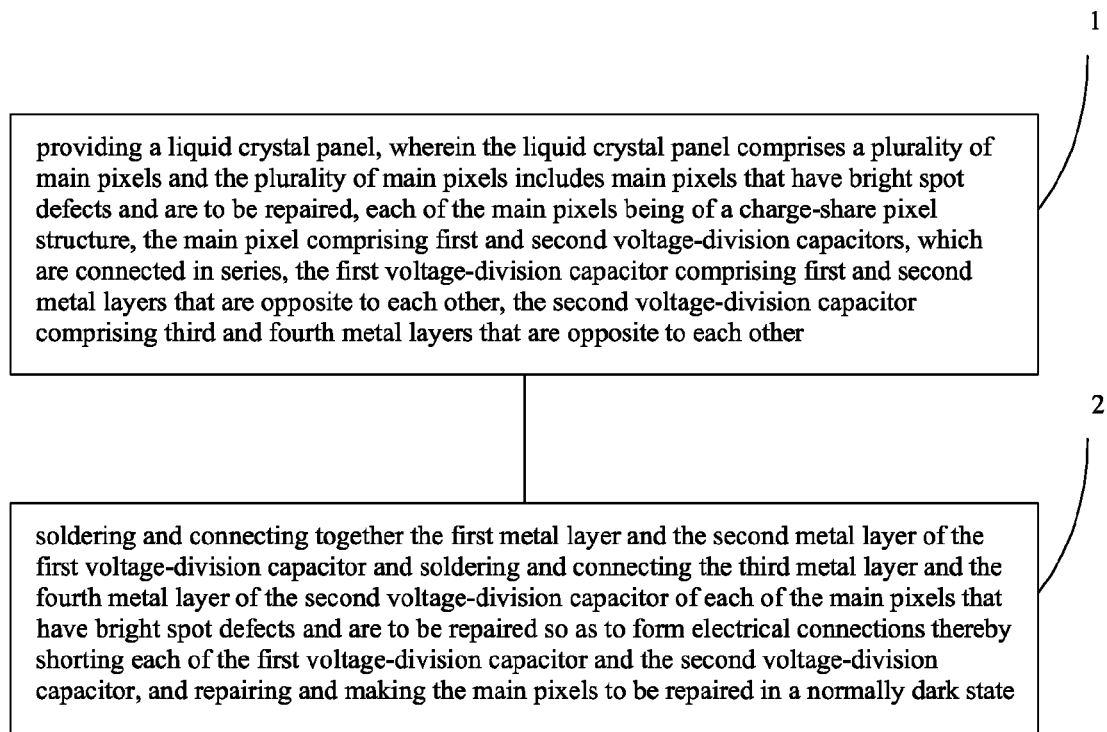 1
providing a liquid crystal panel, wherein the liquid crystal panel comprises a plurality of
main pixels and the plurality of main pixels includes main pixels that have bright spot
defects and are to be repaired, each of the main pixels being of a charge-share pixel
structure, the main pixel comprising first and second voltage-division capacitors, which
are connected in series, the first voltage-division capacitor comprising first and second
metal layers that are opposite to each other, the second voltage-division capacitor
comprising third and fourth metal layers that are opposite to each other
2
soldering and connecting together the first metal layer and the second metal layer of the
first voltage-division capacitor and soldering and connecting the third metal layer and the
fourth metal layer of the second voltage-division capacitor of each of the main pixels that
have bright spot defects and are to be repaired so as to form electrical connections thereby
shorting each of the first voltage-division capacitor and the second voltage-division
capacitor, and repairing and making the main pixels to be repaired in a normally dark state